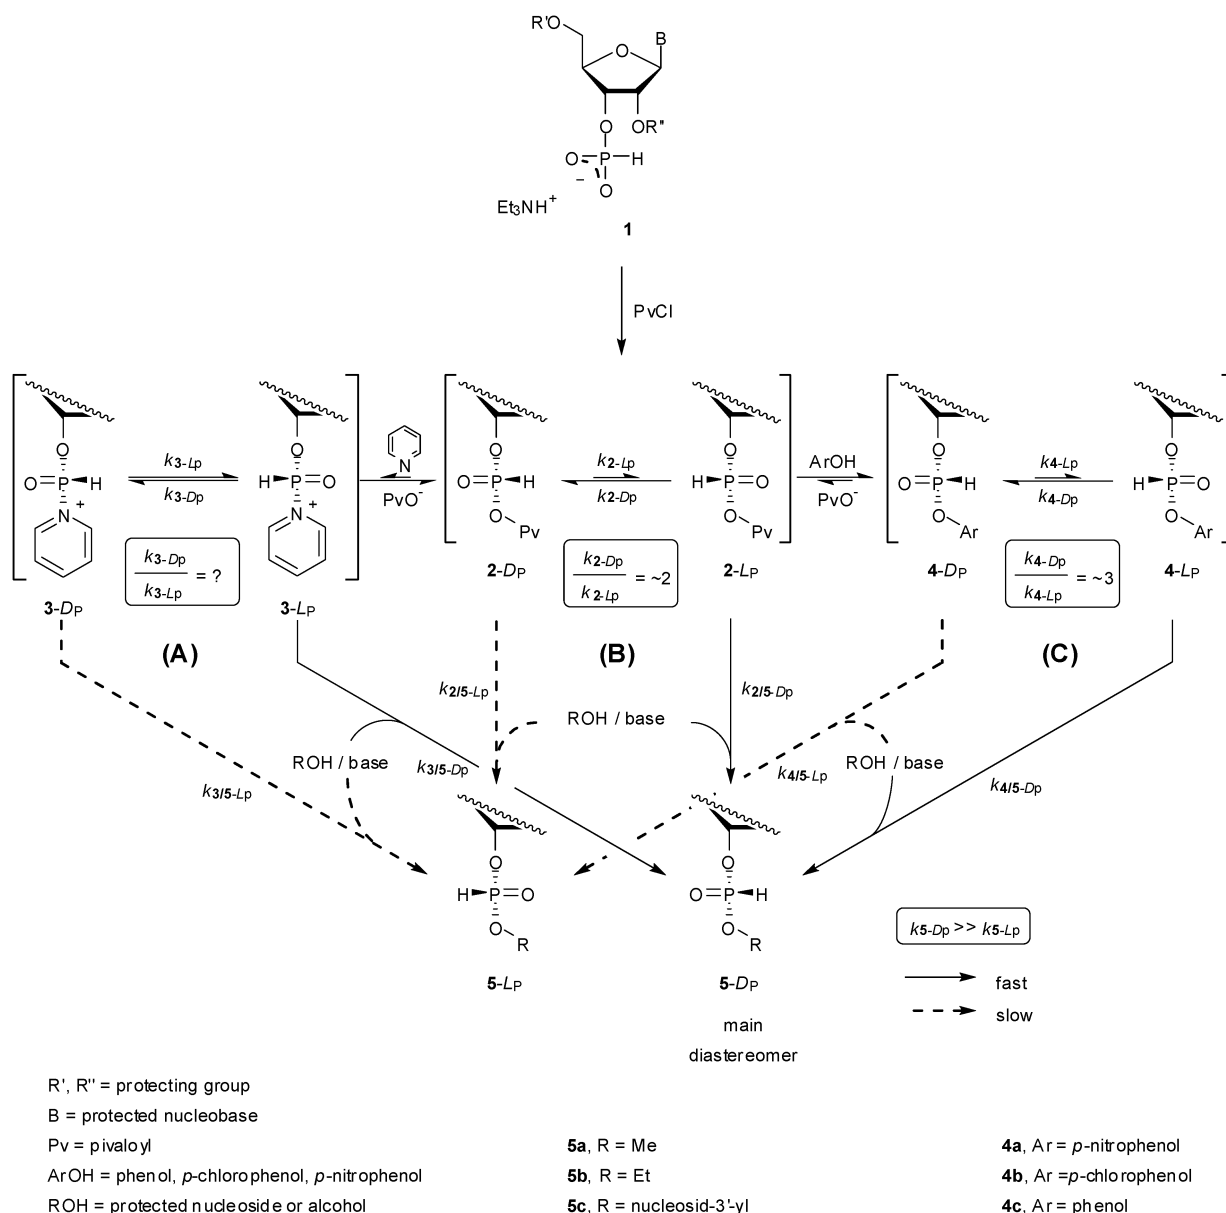 R'O
O
B
O
OR"
O
P
H
−
O
Et3NH+
1
PvCl
O
O
O
O
O
O
k3-Lp
k3-Dp
N
k2-Lp
k2-Dp
ArOH
k4-Lp
k4-Dp
O=P H
H P=O
PvO-
O=P H
H P=O
PvO-
O=P H
H P=O
N+
N+
O
Pv
O
Pv
O
Ar
O
Ar
k3-Dp
k3-Lp
= ?
k2-Dp
k2-Lp
= ~2
k4-Dp
k4-Lp
= ~3
3-DP
3-LP
2-DP
2-LP
4-DP
4-LP
(A)
(B)
(C)
k2/5-Lp
k2/5-Dp
ROH / base
ROH / base
k3/5-Dp
k4/5-Lp
ROH / base
k3/5-Lp
k4/5-Dp
O
O
H P=O
O=P H
O
R
O
R
k5-Dp >> k5-Lp
5-LP
5-DP
fast
slow
main
diastereomer
R', R" = protecting group
B = protected nucleobase
Pv = pivaloyl
5a, R = Me
4a, Ar = p-nitrophenol
ArOH = phenol, p-chlorophenol, p-nitrophenol
5b, R = Et
4b, Ar =p-chlorophenol
ROH = protected nucleoside or alcohol
5c, R = nucleosid-3'-yl
4c, Ar = phenol